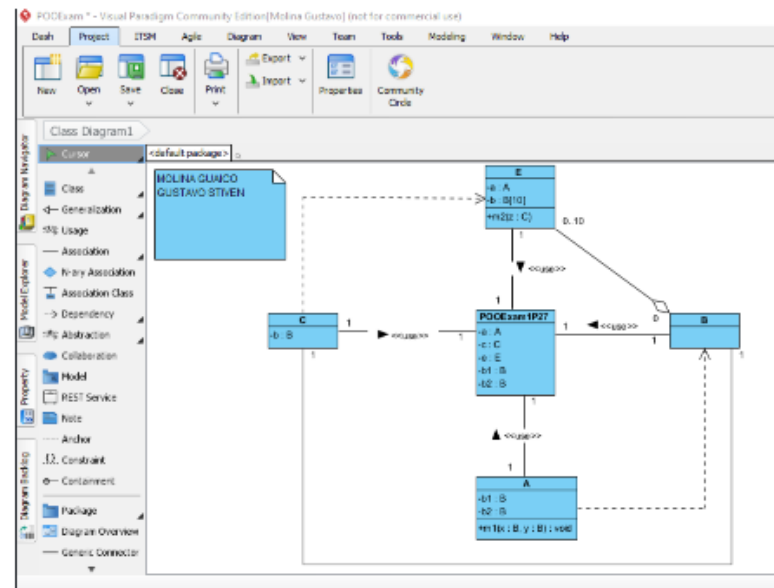 POOExam * - Visual Paradigm Community Edition[Molina Gustavo] (not for commercial use)
Dash Project ITSM Agile Diagram View Team Tools Modeling Window Help
Export
Import
New Open Save Close Print Properties Community Circle
Class Diagram1
Diagram Navigator
Model Explorer
Property
Diagram Backlog
Cursor
Class
Generalization
Usage
Association
N-ary Association
Association Class
Dependency
Abstraction
Collaboration
Model
REST Service
Note
Anchor
Constraint
Containment
Package
Diagram Overview
Generic Connector
<default package>
MOLINA GUAICO
GUSTAVO STIVEN
E
-a : A
-b : B[10]
+m2(z : C)
0..10
1
<<use>>
1
0
C
-b : B
1
<<use>>
1
1
POOExam1P27
-a : A
-c : C
-e : E
-b1 : B
-b2 : B
1
<<use>>
1
B
1
1
<<use>>
1
A
-b1 : B
-b2 : B
+m1(x : B, y : B) : void